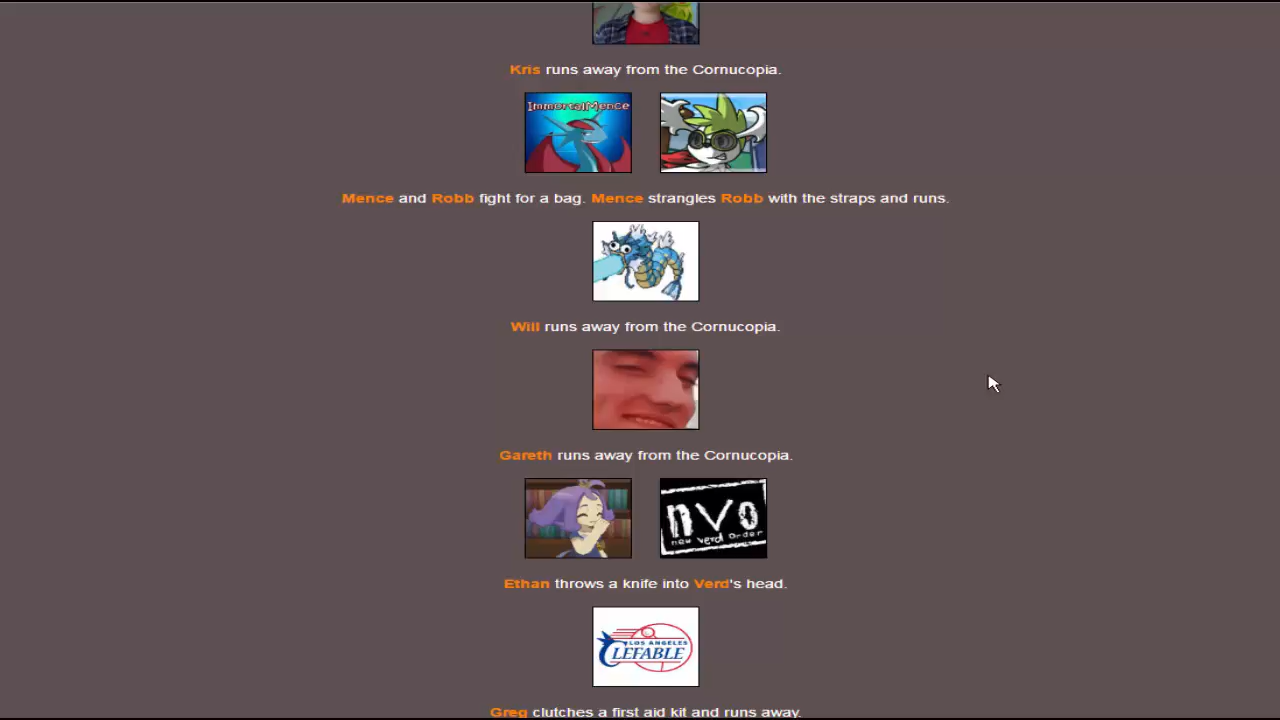 Kris runs away from the Cornucopia.
ImmortalMence
Mence and Robb fight for a bag. Mence strangles Robb with the straps and runs.
Will runs away from the Cornucopia.
Gareth runs away from the Cornucopia.
nVo
new verd order
Ethan throws a knife into Verd's head.
LOS ANGELES
CLEFABLE
Greg clutches a first aid kit and runs away.